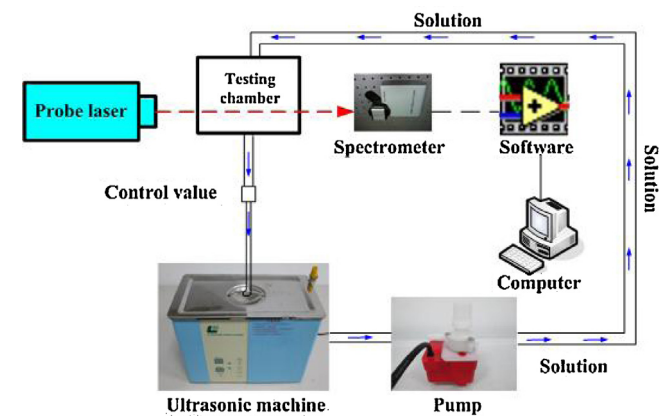 Solution
Testing
chamber
Probe laser
Spectrometer
Software
Control value
Solution
Computer
Solution
Ultrasonic machine
Pump